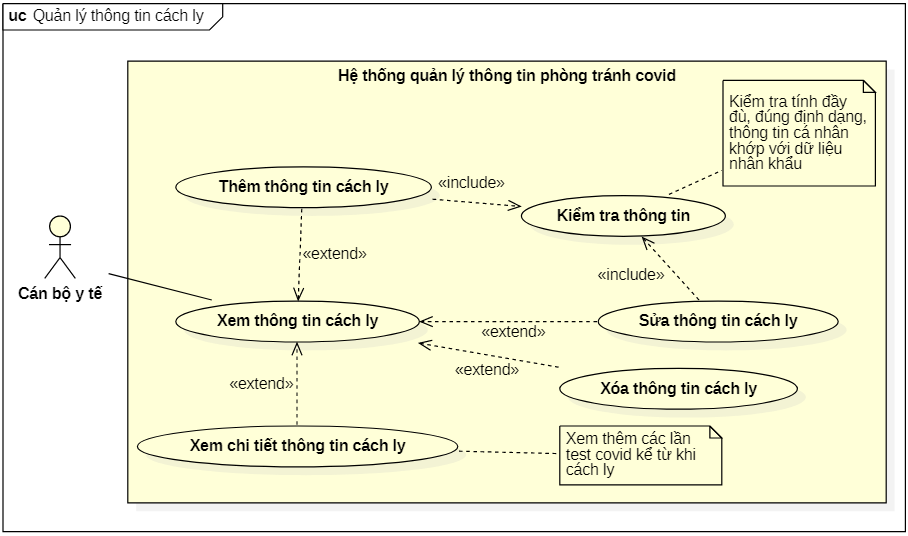 uc Quản lý thông tin cách ly
Hệ thống quản lý thông tin phòng tránh covid
Kiểm tra tính đầy
đủ, đúng định dạng,
thông tin cá nhân
khớp với dữ liệu
nhân khẩu
Thêm thông tin cách ly
«include»
Kiểm tra thông tin
«extend»
«include»
Cán bộ y tế
Xem thông tin cách ly
Sửa thông tin cách ly
«extend»
«extend»
«extend»
Xóa thông tin cách ly
Xem chi tiết thông tin cách ly
Xem thêm các lần
test covid kể từ khi
cách ly